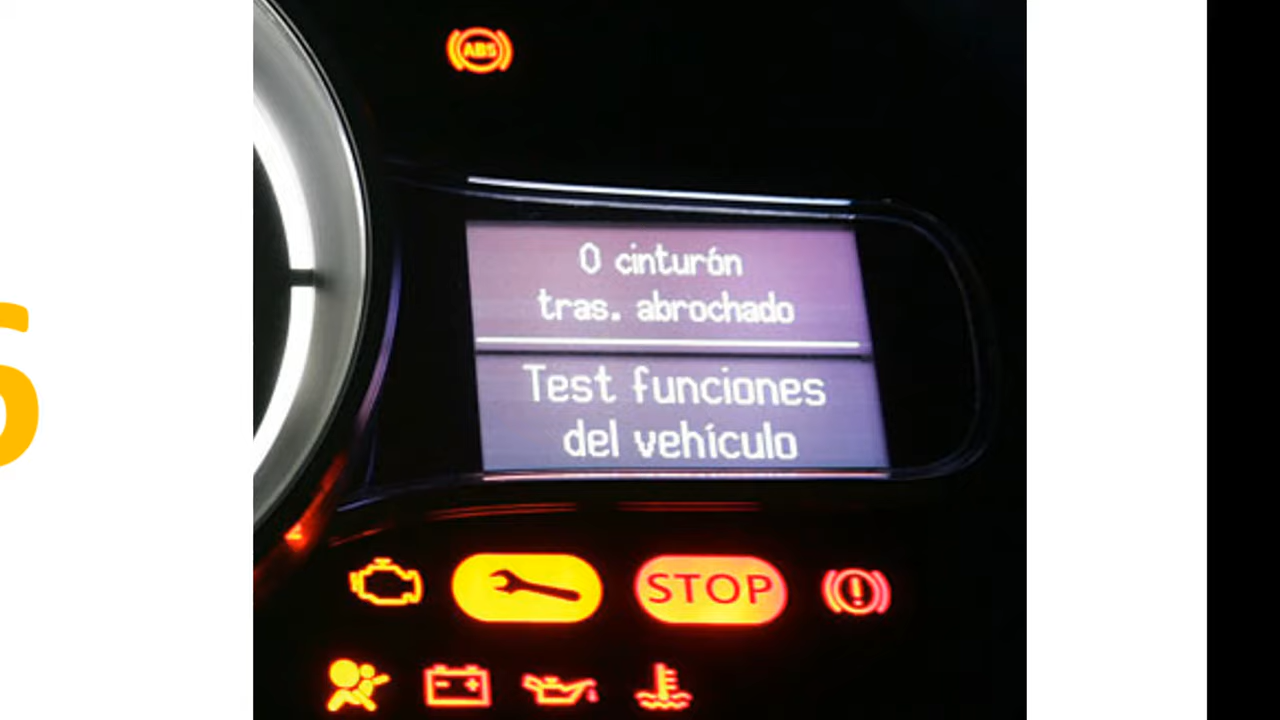 ABS
0 cinturón
tras. abrochado
Test funciones
del vehículo
STOP